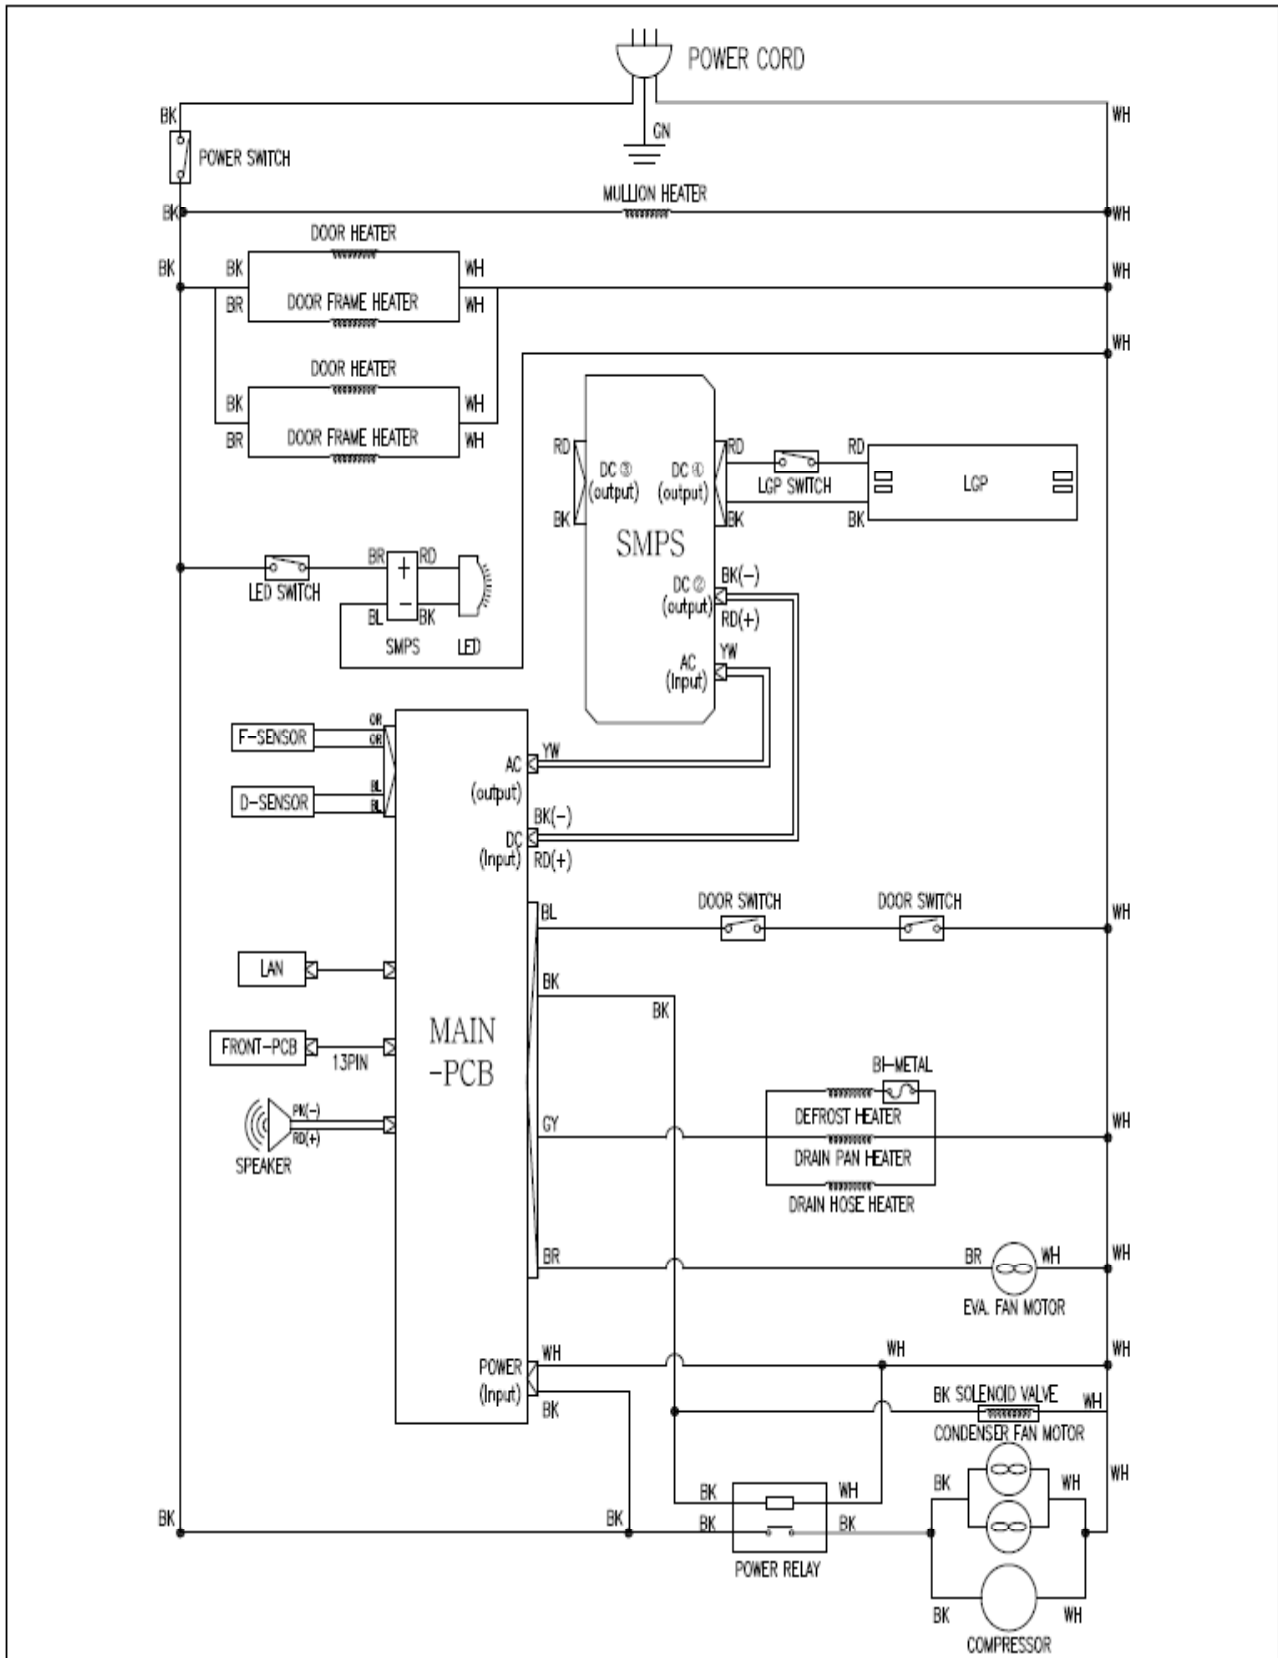 POWER CORD
BK
WH
GN
POWER SWITCH
MULLION HEATER
BK
WH
DOOR HEATER
BK
BK
WH
WH
BR
DOOR FRAME HEATER
WH
WH
DOOR HEATER
BK
WH
BR
DOOR FRAME HEATER
WH
RD
DC ③
(output)
BK
DC ④
(output)
RD
BK
LGP SWITCH
RD
BK
LGP
SMPS
LED SWITCH
BR
RD
+
−
BL
BK
SMPS
LED
DC ②
(output)
BK(−)
RD(+)
AC
(Input)
YW
F-SENSOR
OR
OR
D-SENSOR
BL
BL
AC
(output)
YW
DC
(Input)
BK(−)
RD(+)
BL
DOOR SWITCH
DOOR SWITCH
WH
LAN
BK
BK
FRONT-PCB
13PIN
MAIN
-PCB
SPEAKER
PK(−)
RD(+)
GY
BI-METAL
DEFROST HEATER
DRAIN PAN HEATER
DRAIN HOSE HEATER
WH
BR
BR
WH
WH
EVA. FAN MOTOR
POWER
(Input)
WH
BK
WH
WH
BK
SOLENOID VALVE
WH
CONDENSER FAN MOTOR
BK
WH
WH
BK
WH
BK
BK
BK
BK
POWER RELAY
BK
WH
COMPRESSOR